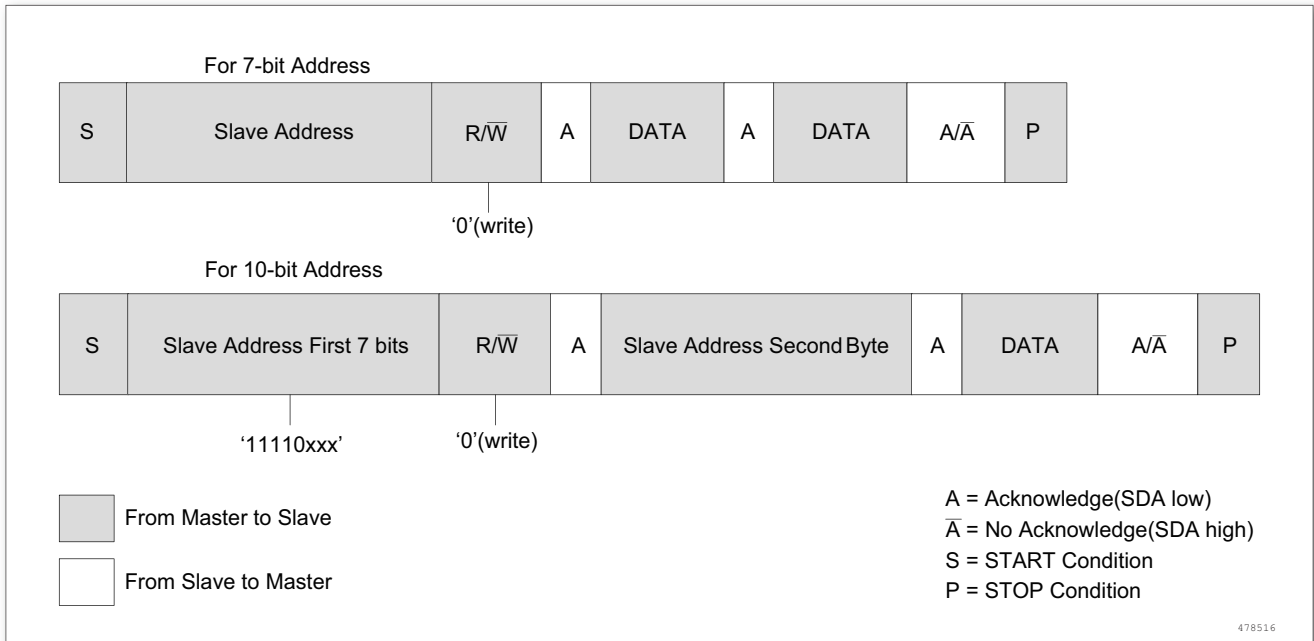 For 7-bit Address
S Slave Address R/W̅ A DATA A DATA A/A̅ P
‘0’(write)
For 10-bit Address
S Slave Address First 7 bits R/W̅ A Slave Address Second Byte A DATA A/A̅ P
‘11110xxx’ ‘0’(write)
From Master to Slave
From Slave to Master
A = Acknowledge(SDA low)
A̅ = No Acknowledge(SDA high)
S = START Condition
P = STOP Condition
478516